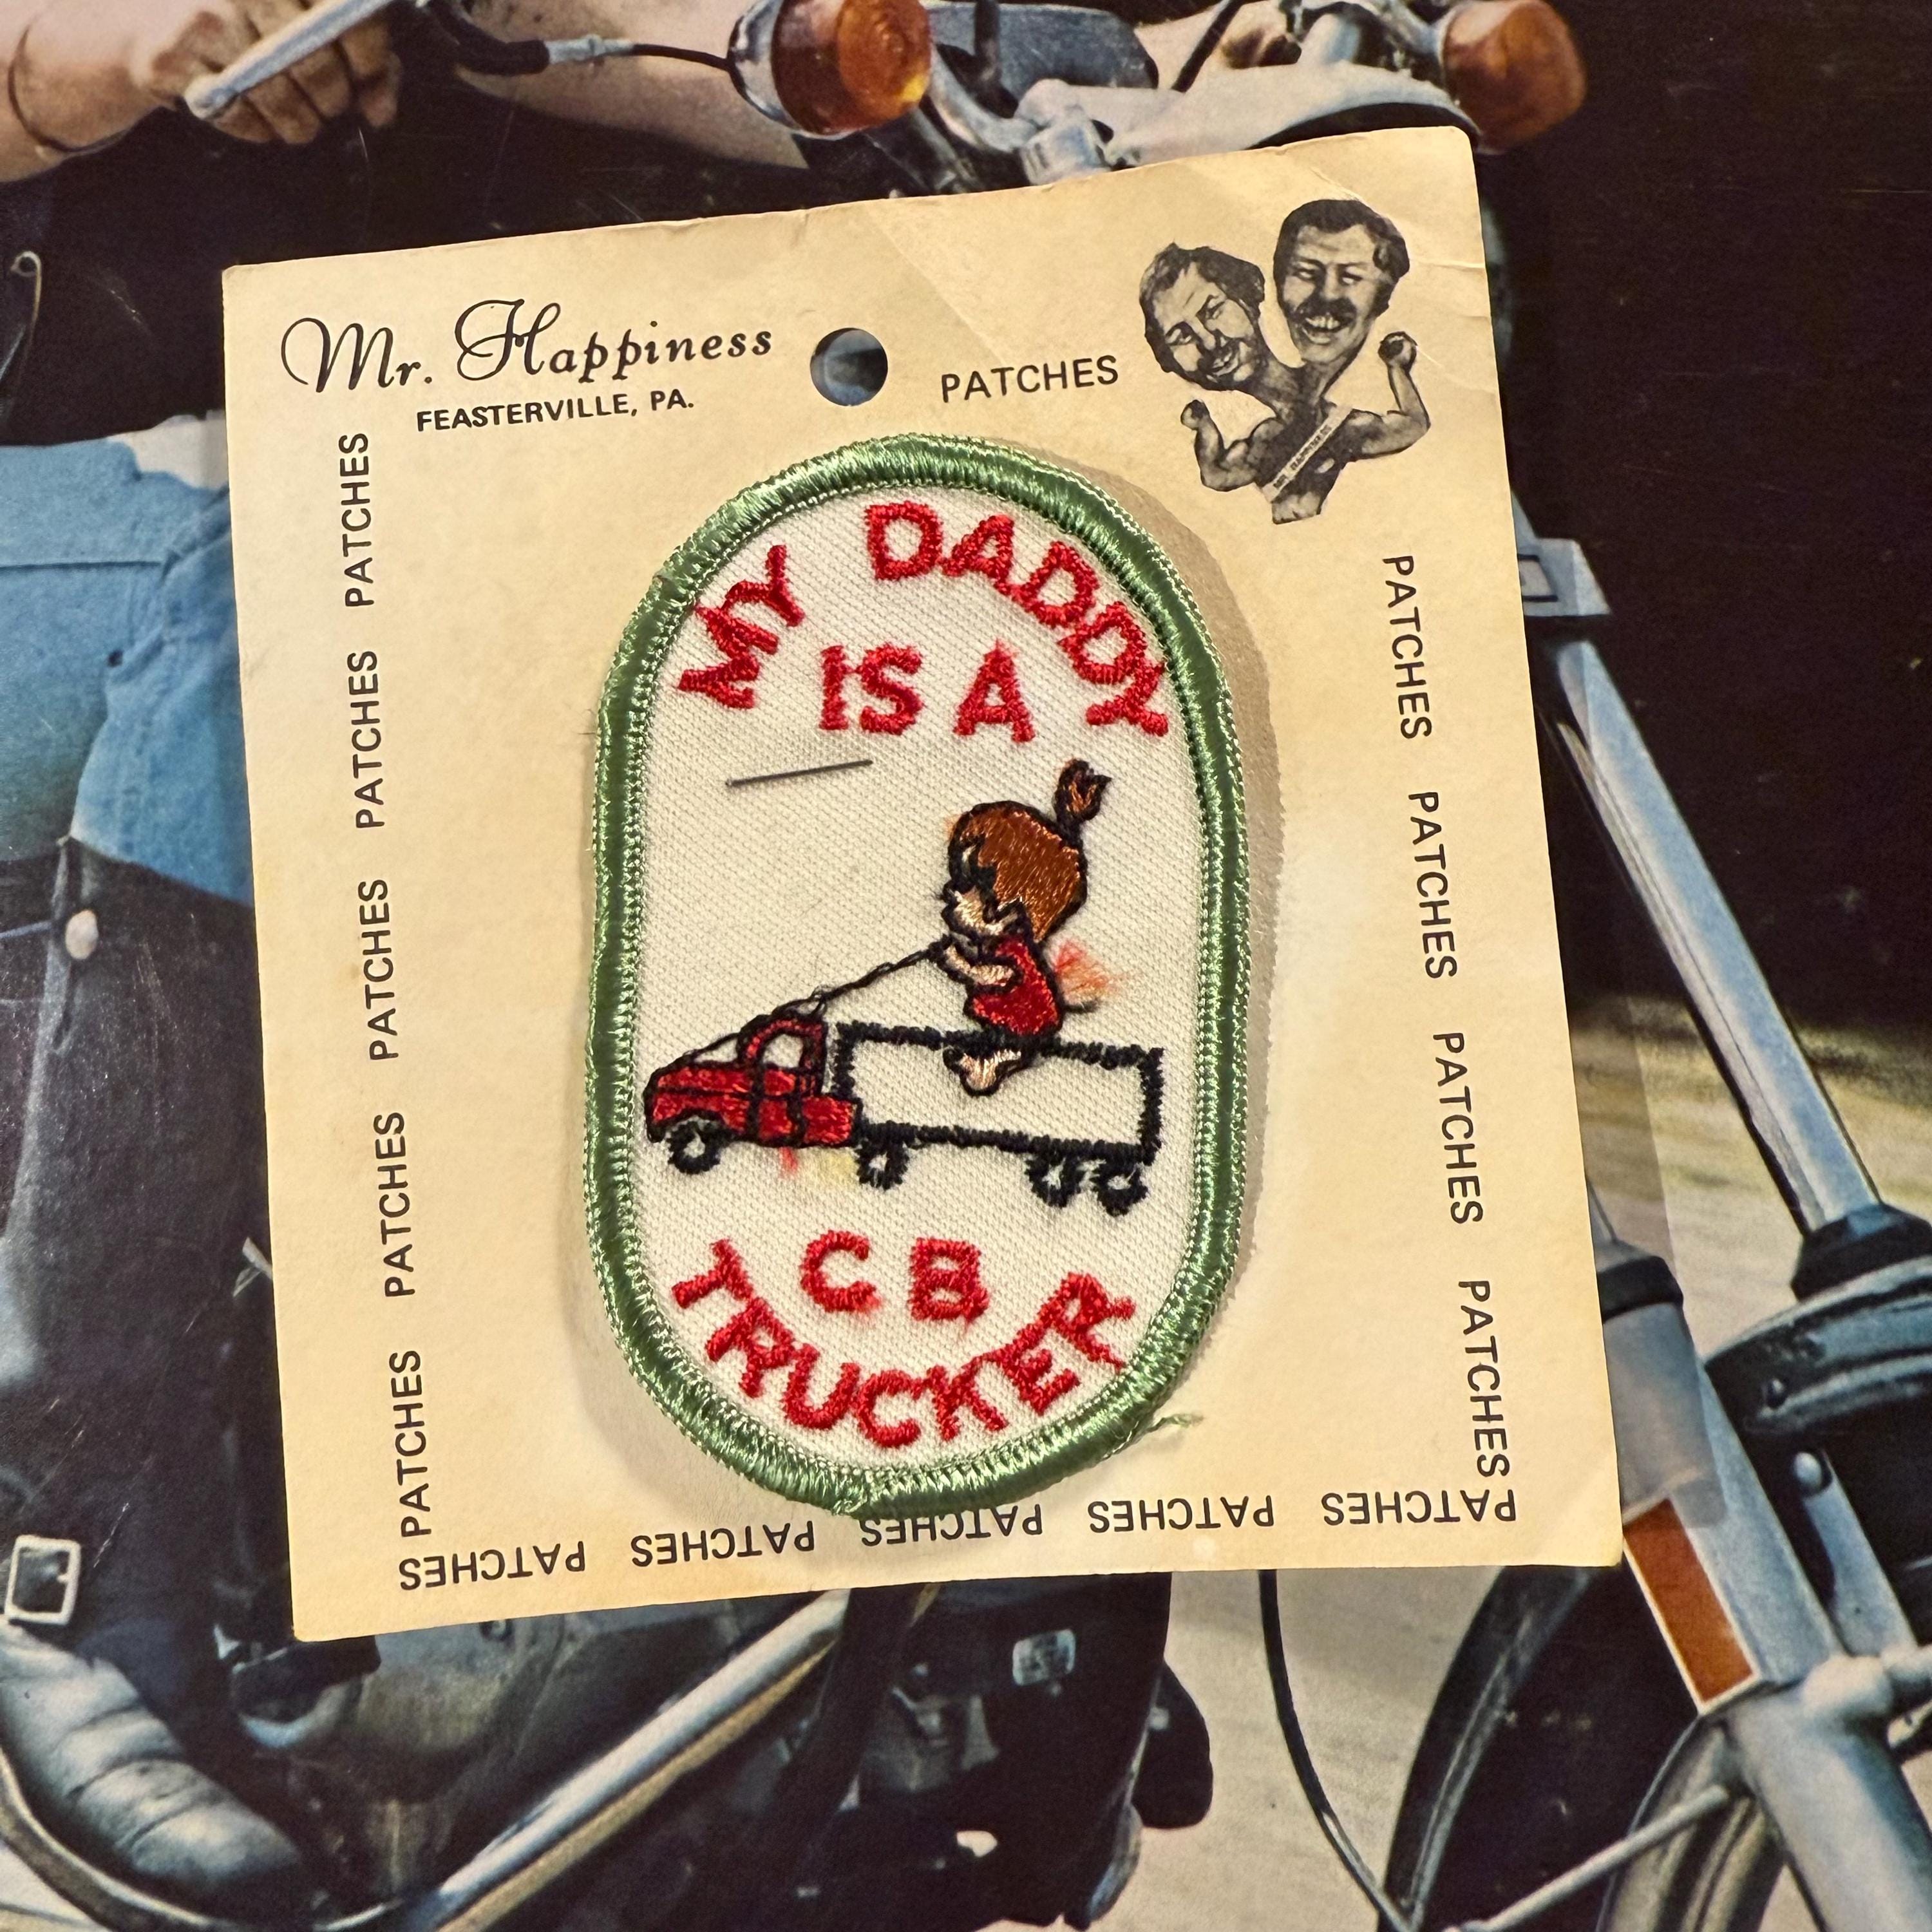 Mr. Happiness
FEASTERVILLE, PA.
PATCHES
PATCHES PATCHES PATCHES PATCHES PATCHES
MY DADDY
IS A
CB
TRUCKER
PATCHES PATCHES PATCHES PATCHES
PATCHES PATCHES PATCHES PATCHES PATCHES